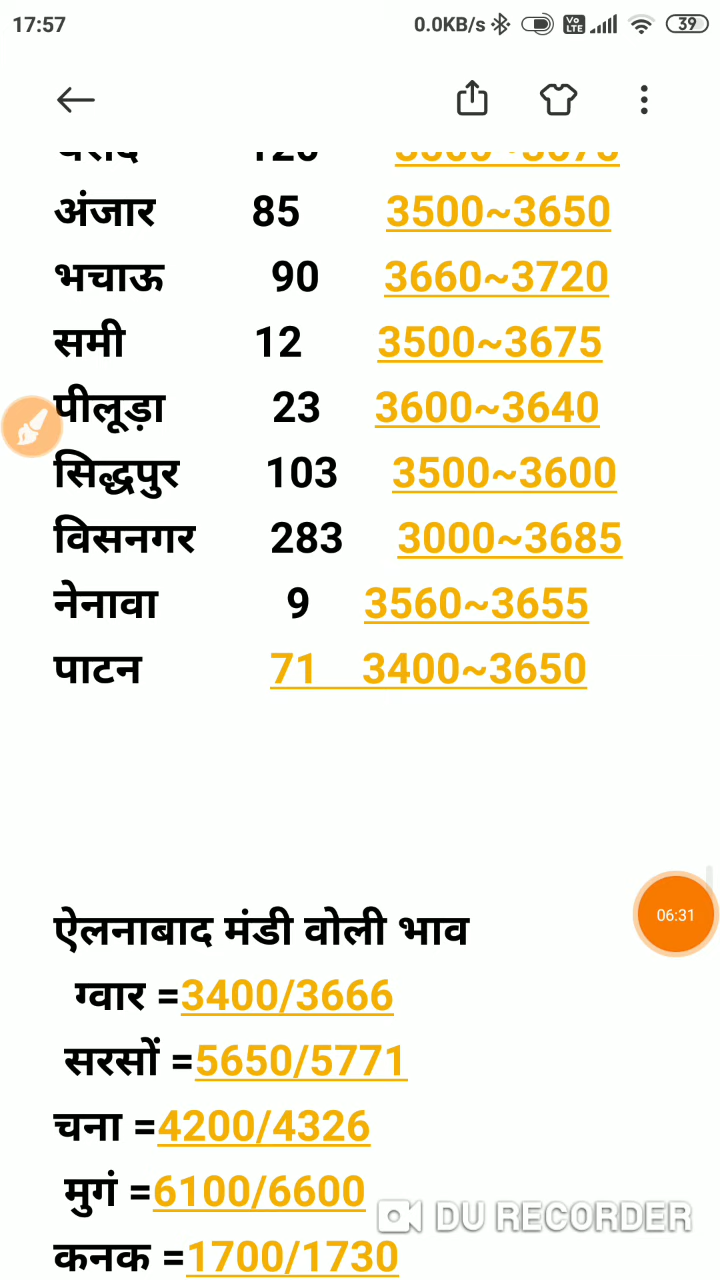 17:57 0.0KB/s Vo LTE 39
अंजार 85 3500~3650
भचाऊ 90 3660~3720
समी 12 3500~3675
पीलूड़ा 23 3600~3640
सिद्धपुर 103 3500~3600
विसनगर 283 3000~3685
नेनावा 9 3560~3655
पाटन 71 3400~3650
ऐलनाबाद मंडी वोली भाव
06:31
ग्वार =3400/3666
सरसों =5650/5771
चना =4200/4326
मुगं =6100/6600
DU RECORDER
कनक =1700/1730